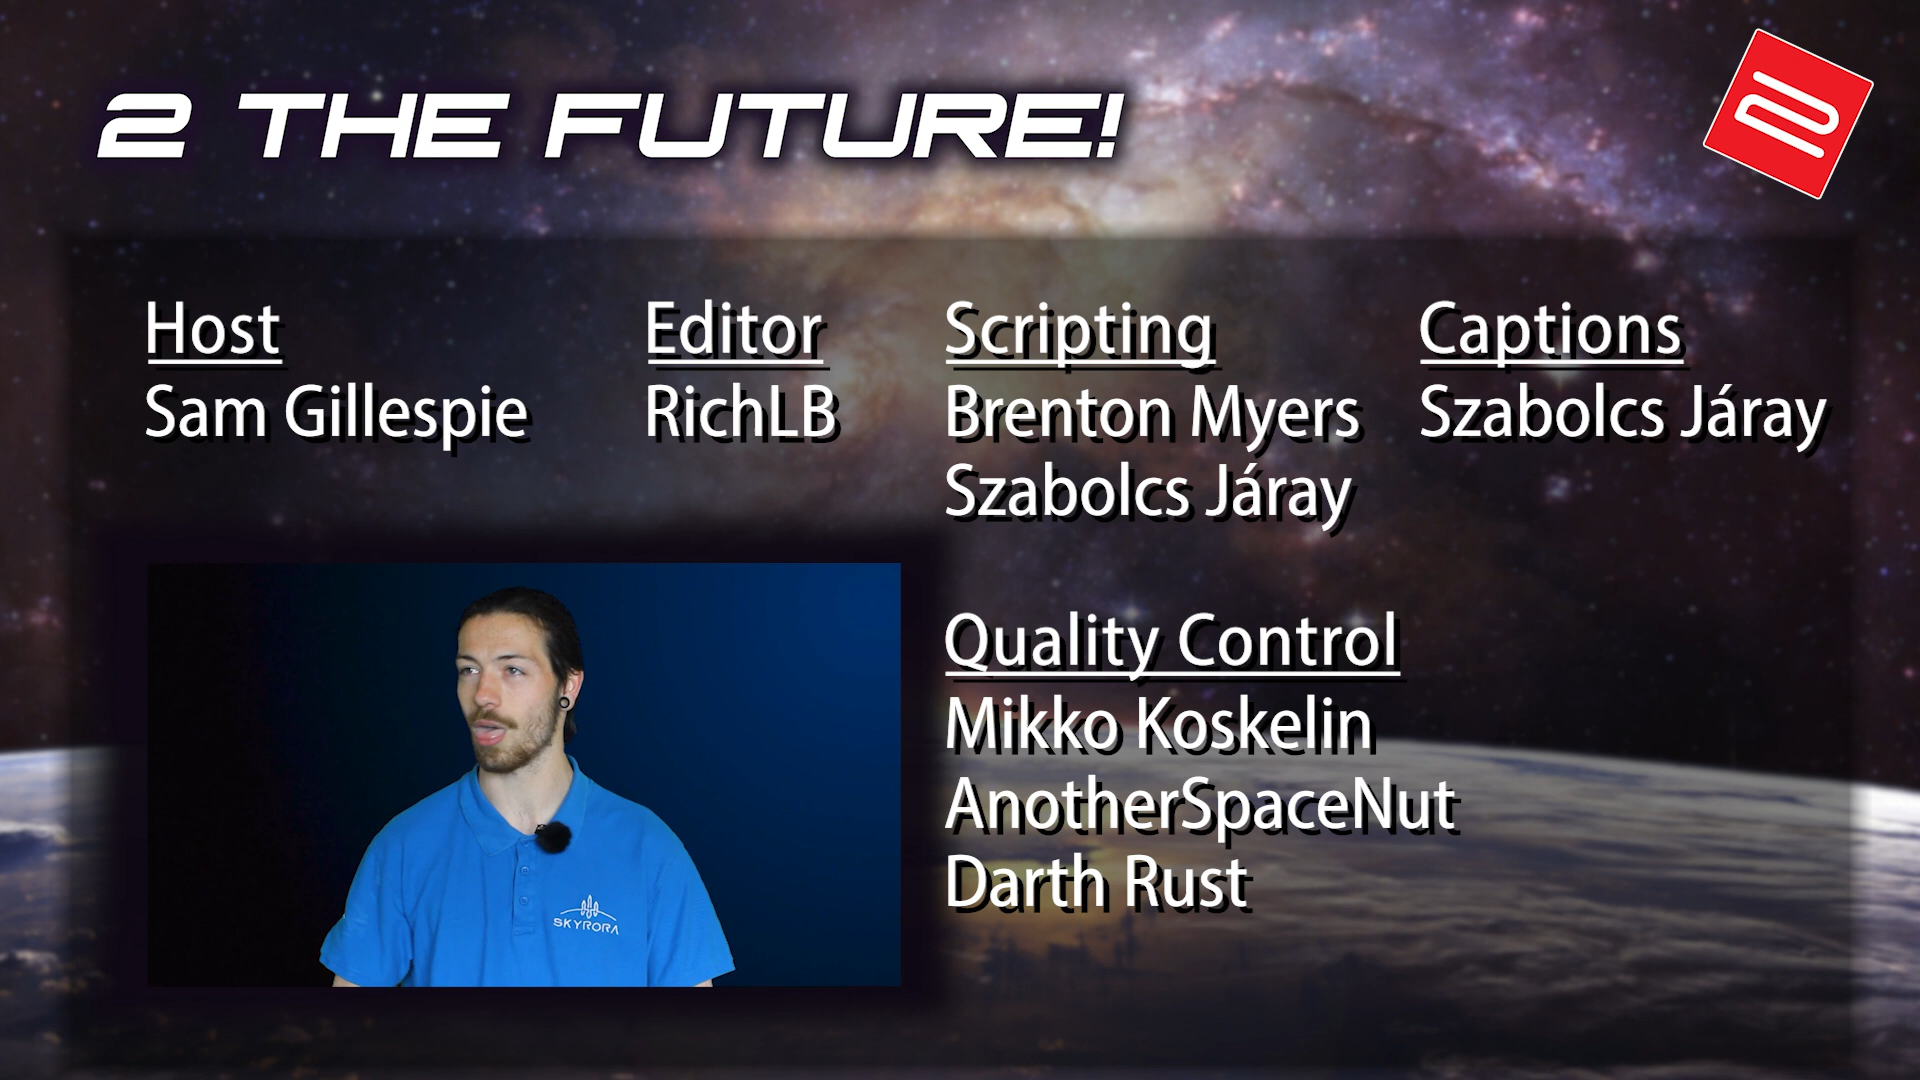 2 THE FUTURE!
Host
Sam Gillespie
Editor
RichLB
Scripting
Brenton Myers
Szabolcs Járay
Captions
Szabolcs Járay
Quality Control
Mikko Koskelin
AnotherSpaceNut
Darth Rust
SKYRORA